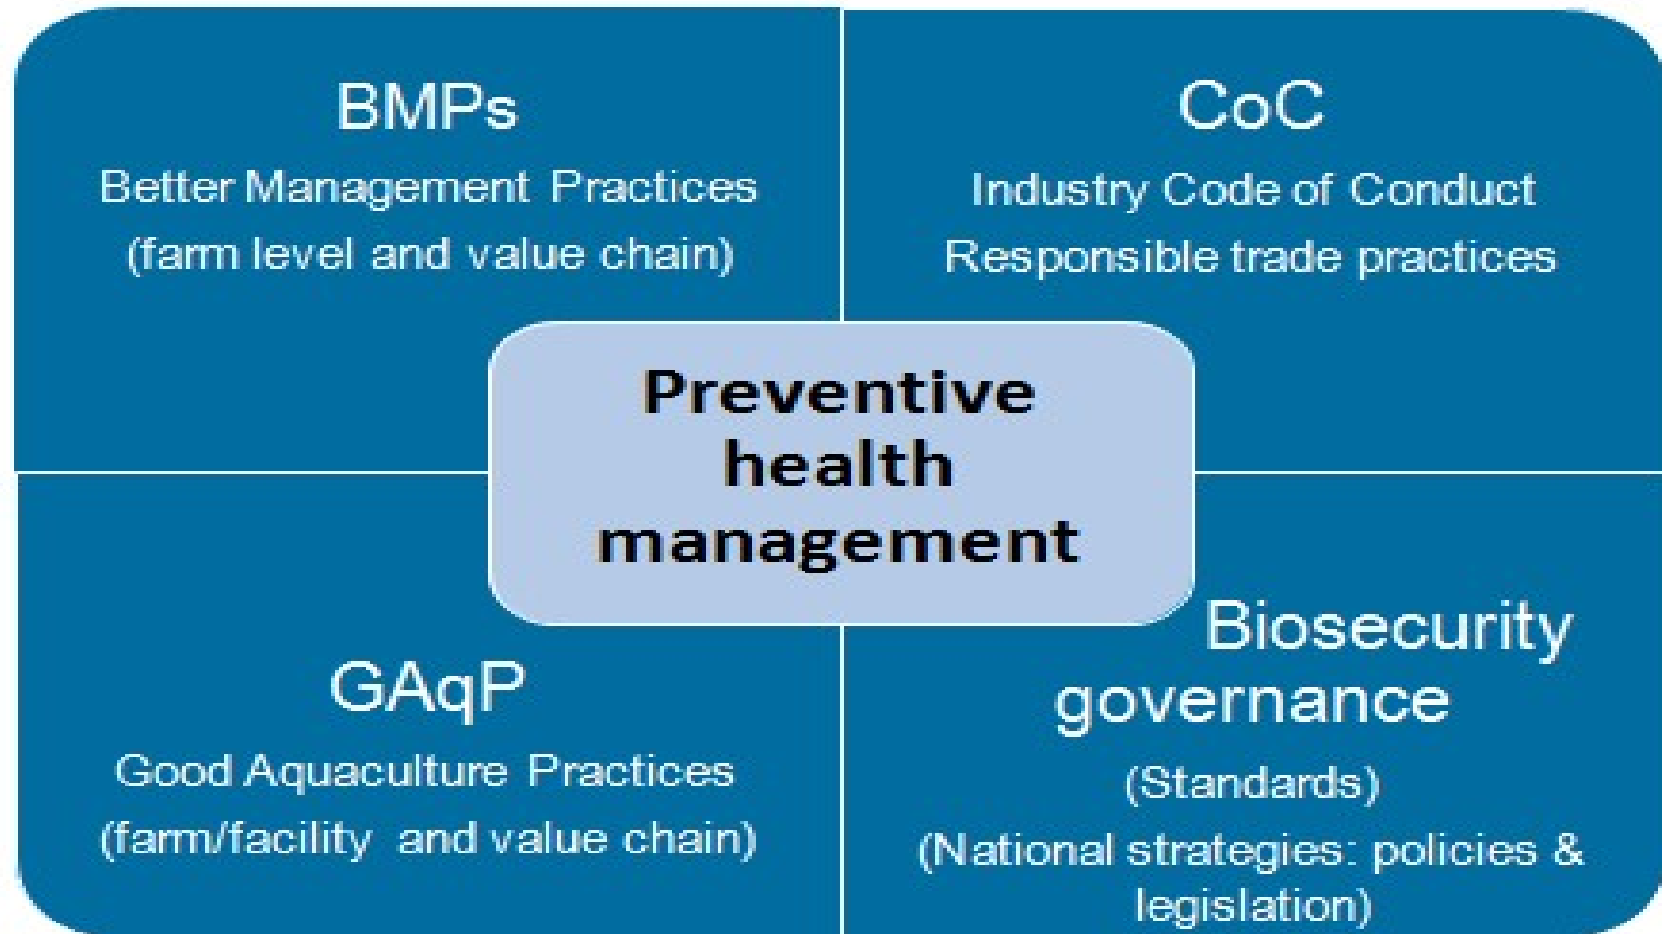 BMPs
Better Management Practices
(farm level and value chain)
CoC
Industry Code of Conduct
Responsible trade practices
Preventive
health
management
GAqP
Good Aquaculture Practices
(farm/facility and value chain)
Biosecurity
governance
(Standards)
(National strategies: policies &
legislation)